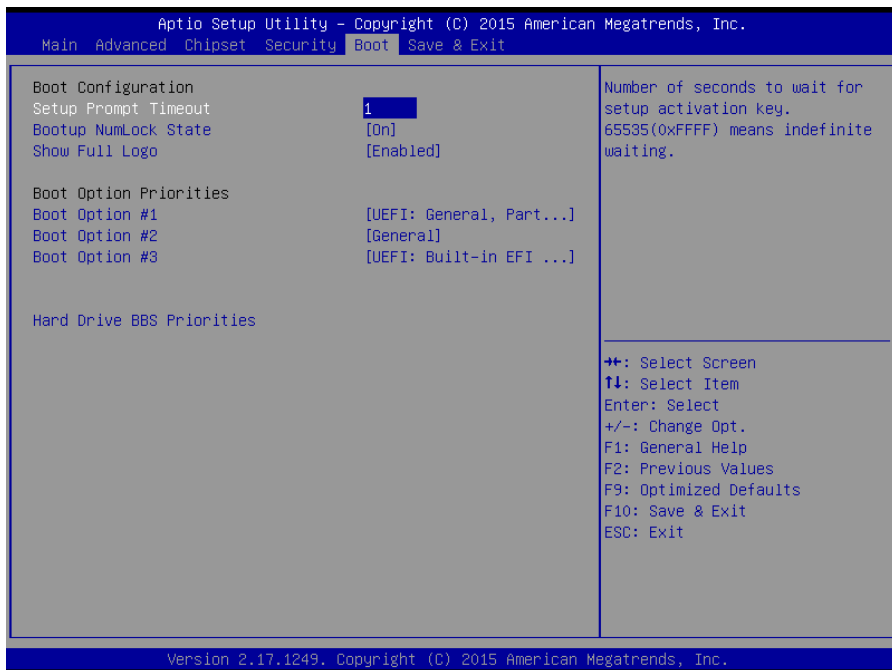 Aptio Setup Utility – Copyright (C) 2015 American Megatrends, Inc.
Main Advanced Chipset Security Boot Save & Exit
Boot Configuration
Setup Prompt Timeout 1
Bootup NumLock State [On]
Show Full Logo [Enabled]
Boot Option Priorities
Boot Option #1 [UEFI: General, Part...]
Boot Option #2 [General]
Boot Option #3 [UEFI: Built-in EFI ...]
Hard Drive BBS Priorities
Number of seconds to wait for
setup activation key.
65535(0xFFFF) means indefinite
waiting.
→←: Select Screen
↑↓: Select Item
Enter: Select
+/-: Change Opt.
F1: General Help
F2: Previous Values
F9: Optimized Defaults
F10: Save & Exit
ESC: Exit
Version 2.17.1249. Copyright (C) 2015 American Megatrends, Inc.